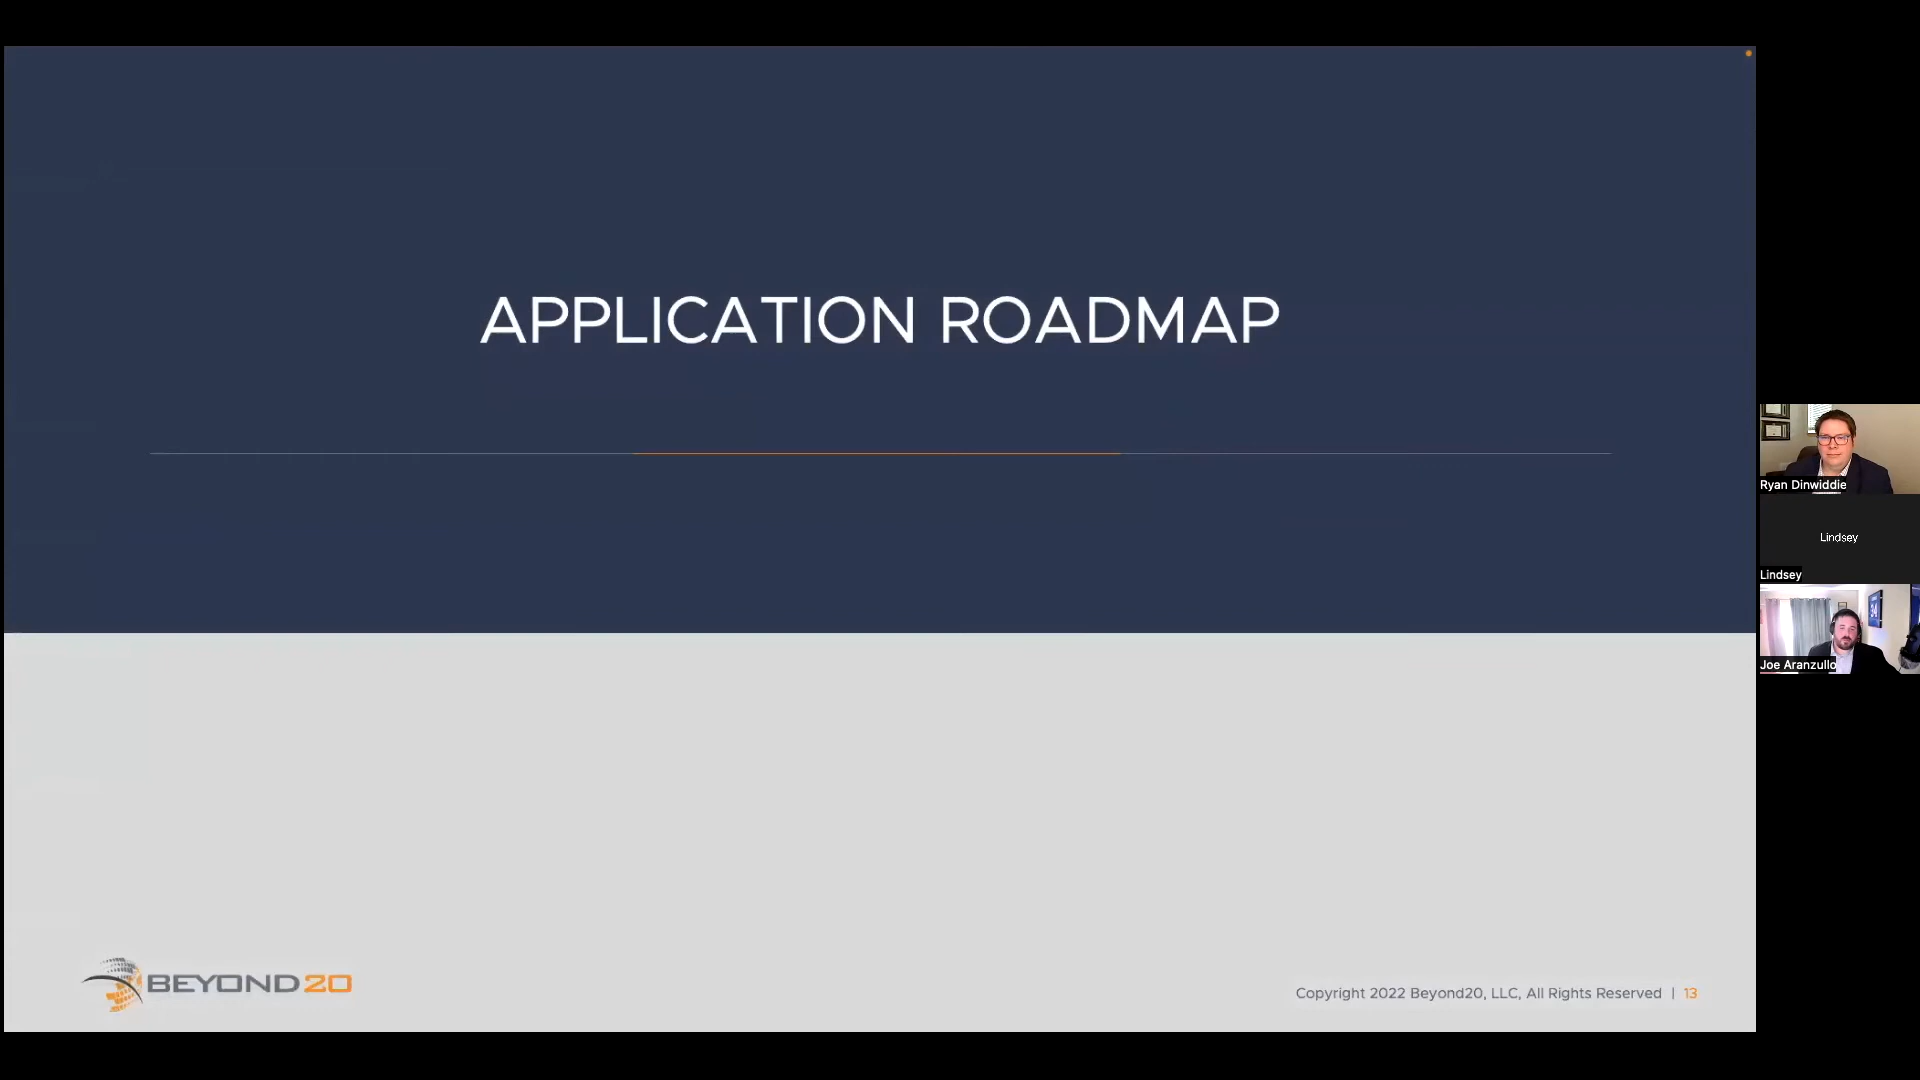 APPLICATION ROADMAP
Ryan Dinwiddie
Lindsey
Lindsey
Joe Aranzullo
BEYOND20
Copyright 2022 Beyond20, LLC, All Rights Reserved | 13